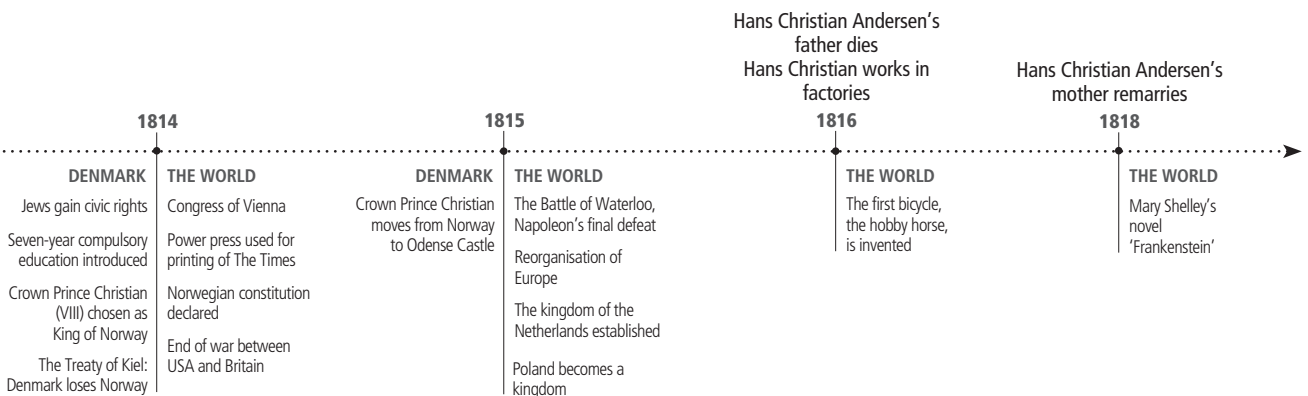 Hans Christian Andersen’s
father dies
Hans Christian works in
factories
Hans Christian Andersen’s
mother remarries
1814
1815
1816
1818
DENMARK
Jews gain civic rights
Seven-year compulsory
education introduced
Crown Prince Christian
(VIII) chosen as
King of Norway
The Treaty of Kiel:
Denmark loses Norway
THE WORLD
Congress of Vienna
Power press used for
printing of The Times
Norwegian constitution
declared
End of war between
USA and Britain
DENMARK
Crown Prince Christian
moves from Norway
to Odense Castle
THE WORLD
The Battle of Waterloo,
Napoleon’s final defeat
Reorganisation of
Europe
The kingdom of the
Netherlands established
Poland becomes a
kingdom
THE WORLD
The first bicycle,
the hobby horse,
is invented
THE WORLD
Mary Shelley’s
novel
‘Frankenstein’